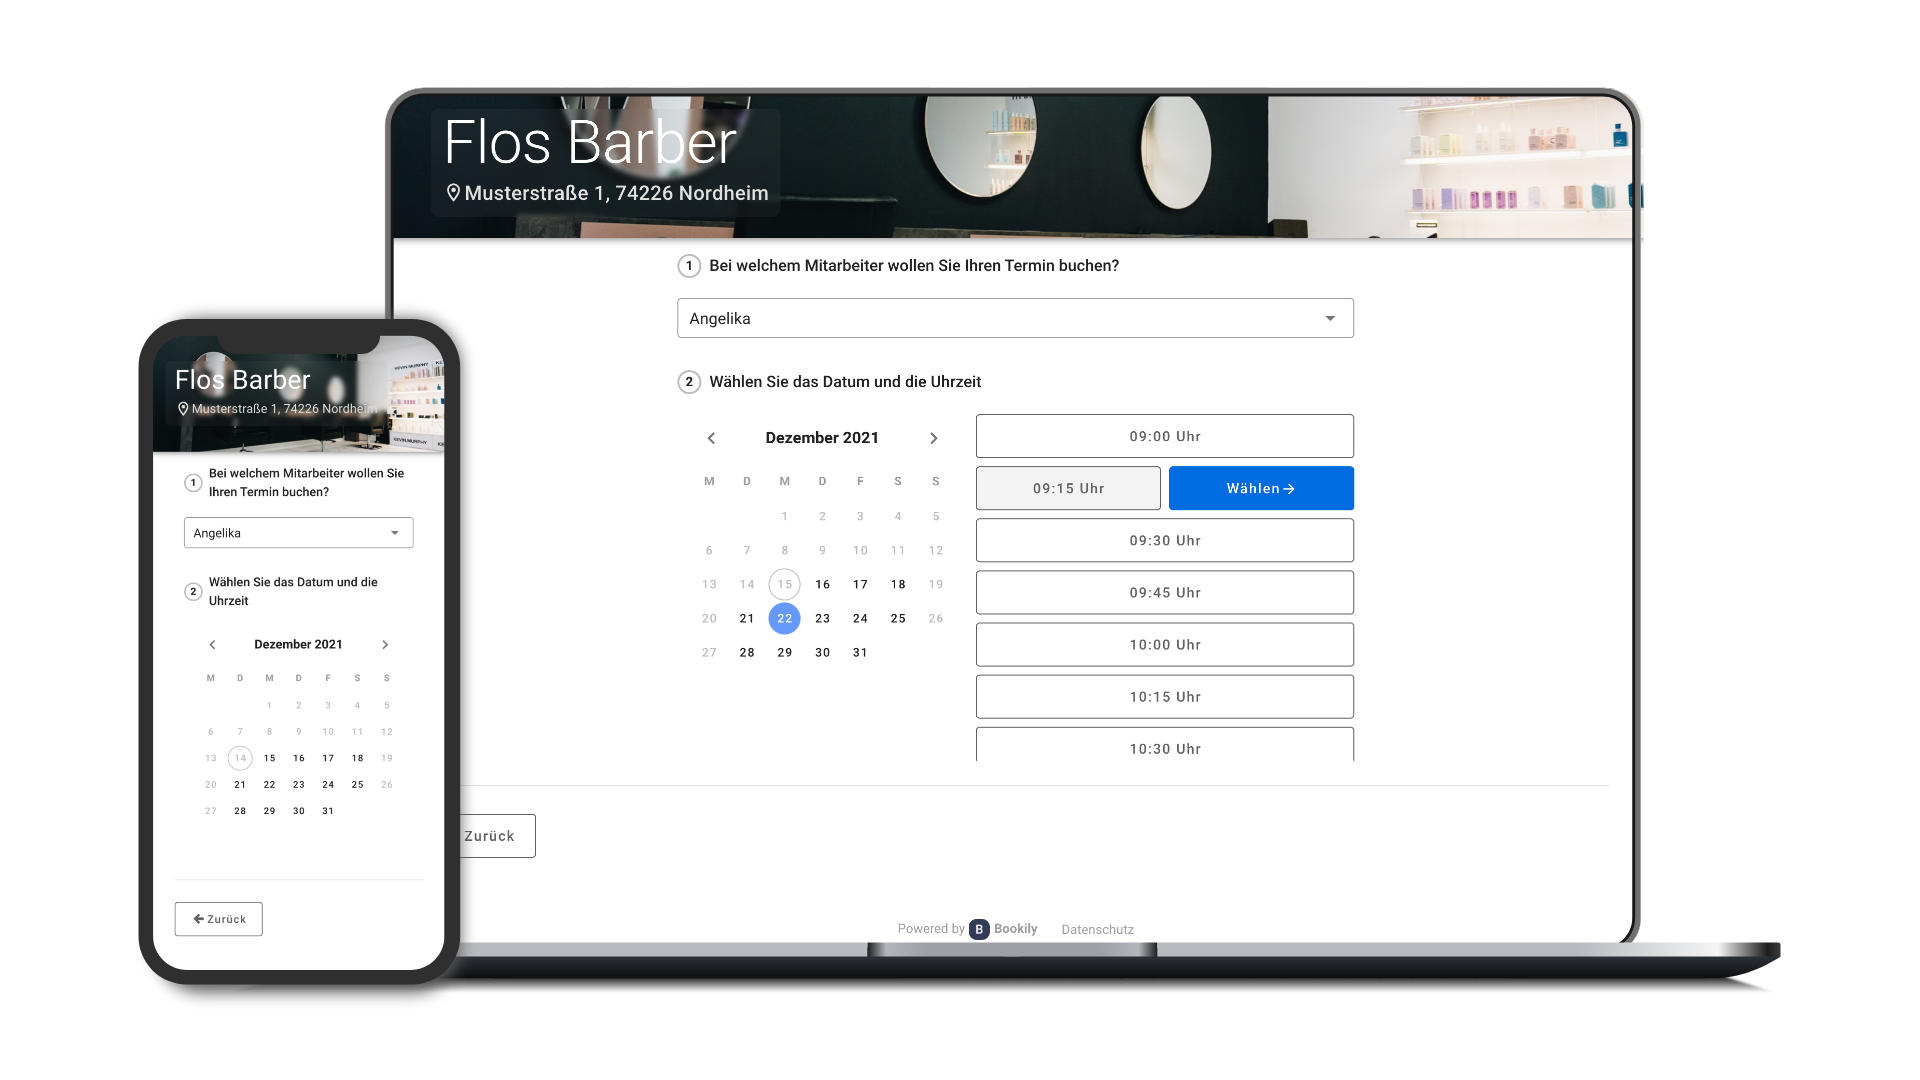 Flos Barber
Musterstraße 1, 74226 Nordheim
1 Bei welchem Mitarbeiter wollen Sie Ihren Termin buchen?
Angelika
2 Wählen Sie das Datum und die Uhrzeit
Dezember 2021
M D M D F S S
1 2 3 4 5
6 7 8 9 10 11 12
13 14 15 16 17 18 19
20 21 22 23 24 25 26
27 28 29 30 31
09:00 Uhr
09:15 Uhr Wählen
09:30 Uhr
09:45 Uhr
10:00 Uhr
10:15 Uhr
10:30 Uhr
Zurück
Powered by B Bookily Datenschutz
Flos Barber
Musterstraße 1, 74226 Nordheim
1 Bei welchem Mitarbeiter wollen Sie
Ihren Termin buchen?
Angelika
2 Wählen Sie das Datum und die
Uhrzeit
Dezember 2021
M D M D F S S
1 2 3 4 5
6 7 8 9 10 11 12
13 14 15 16 17 18 19
20 21 22 23 24 25 26
27 28 29 30 31
Zurück